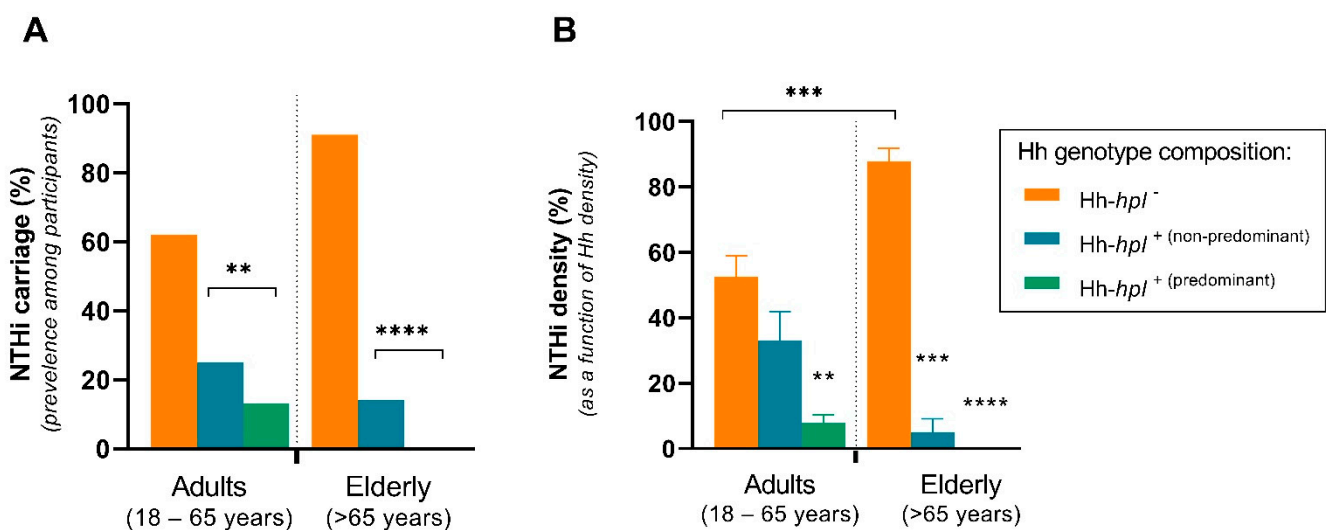 A
NTHi carriage (%)
(prevelence among participants)
100
80
60
40
20
0
**
****
Adults
(18 – 65 years)
Elderly
(>65 years)
B
NTHi density (%)
(as a function of Hh density)
100
80
60
40
20
0
***
**
***
****
Adults
(18 – 65 years)
Elderly
(>65 years)
Hh genotype composition:
Hh-hpl -
Hh-hpl + (non-predominant)
Hh-hpl + (predominant)